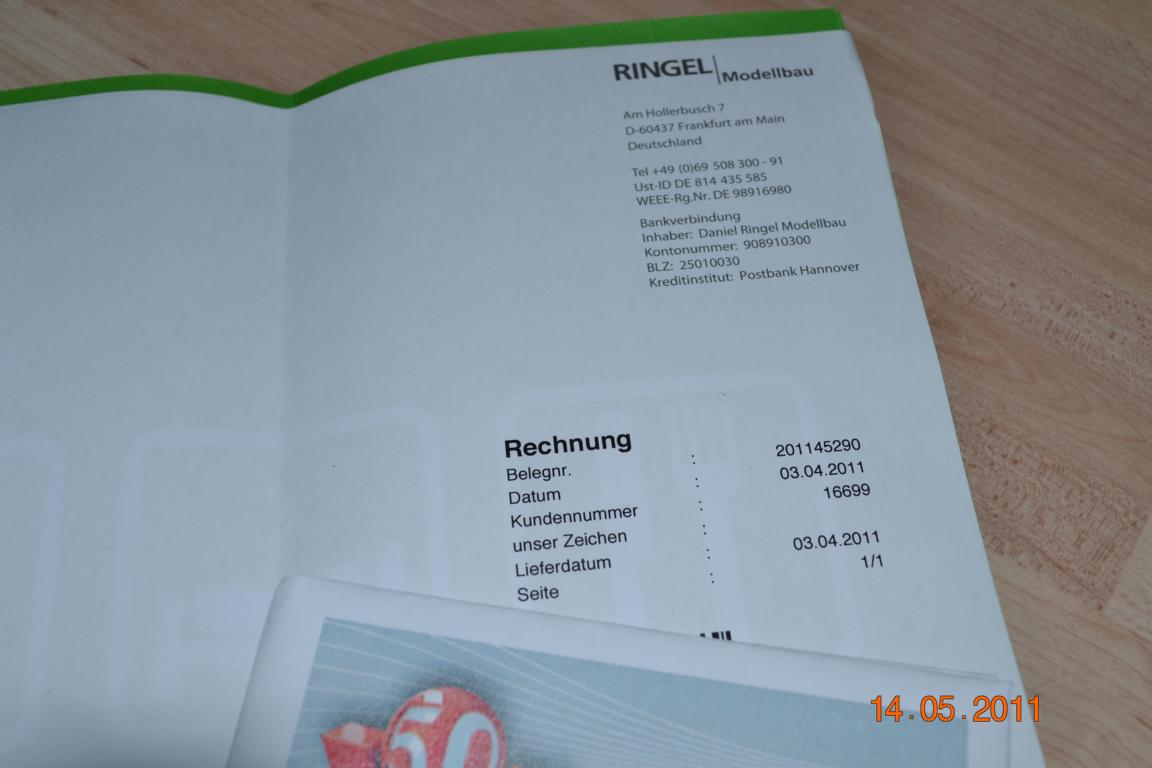 RINGEL Modellbau
Am Hollerbusch 7
D-60437 Frankfurt am Main
Deutschland
Tel +49 (0)69 508 300 - 91
Ust-ID DE 814 435 585
WEEE-Rg.Nr. DE 98916980
Bankverbindung
Inhaber: Daniel Ringel Modellbau
Kontonummer: 908910300
BLZ: 25010030
Kreditinstitut: Postbank Hannover
Rechnung
Belegnr. : 201145290
Datum : 03.04.2011
Kundennummer : 16699
unser Zeichen :
Lieferdatum : 03.04.2011
Seite : 1/1
50
14.05.2011